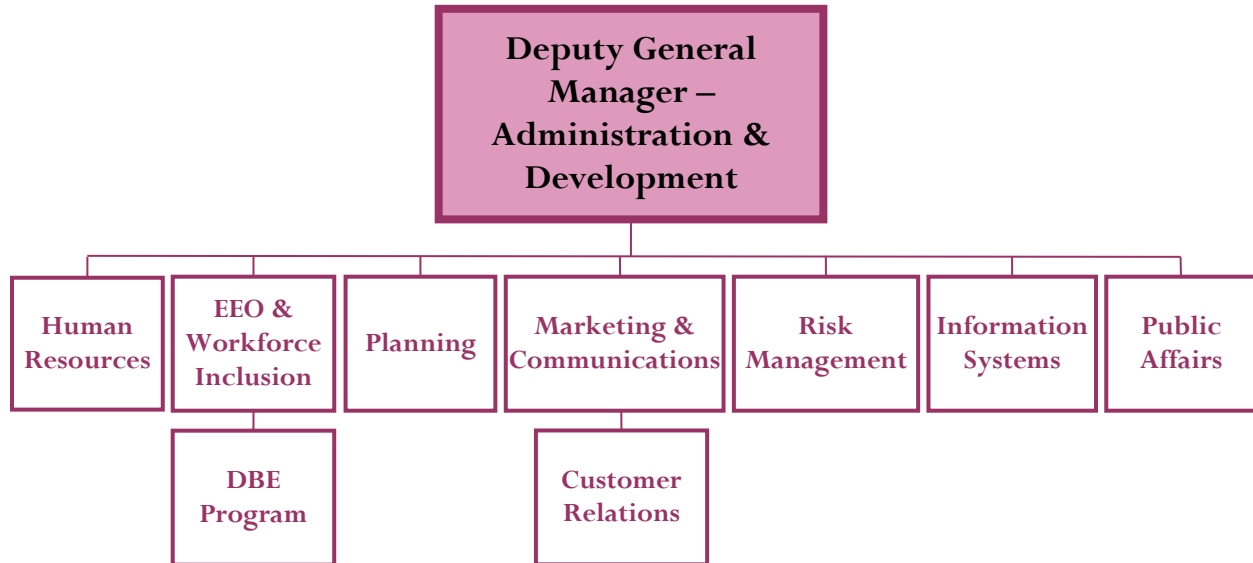 Deputy General
Manager –
Administration &
Development
Human
Resources
EEO &
Workforce
Inclusion
Planning
Marketing &
Communications
Risk
Management
Information
Systems
Public
Affairs
DBE
Program
Customer
Relations